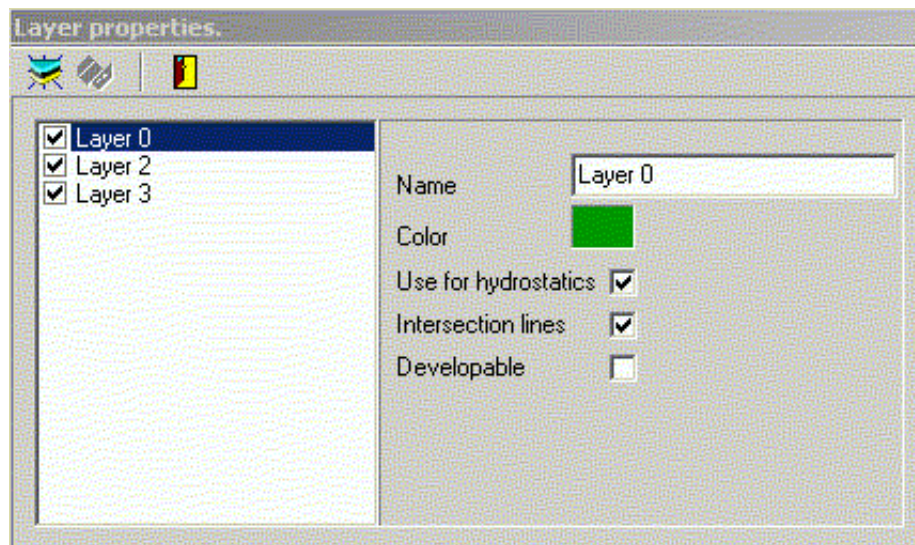 Layer properties.
Layer 0
Layer 2
Layer 3
Name
Layer 0
Color
Use for hydrostatics
Intersection lines
Developable